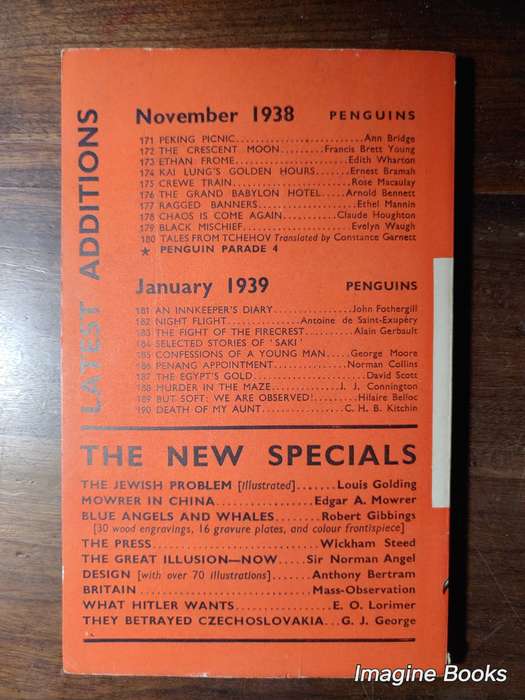 LATEST ADDITIONS
November 1938 PENGUINS
171 PEKING PICNIC..................Ann Bridge
172 THE CRESCENT MOON..........Francis Brett Young
173 ETHAN FROME..................Edith Wharton
174 KAI LUNG'S GOLDEN HOURS.......Ernest Bramah
175 CREWE TRAIN..................Rose Macaulay
176 THE GRAND BABYLON HOTEL.....Arnold Bennett
177 RAGGED BANNERS...............Ethel Mannin
178 CHAOS IS COME AGAIN..........Claude Houghton
179 BLACK MISCHIEF................Evelyn Waugh
180 TALES FROM TCHEHOV Translated by Constance Garnett
★ PENGUIN PARADE 4
January 1939 PENGUINS
181 AN INNKEEPER'S DIARY..............John Fothergill
182 NIGHT FLIGHT..............Antoine de Saint-Exupéry
183 THE FIGHT OF THE FIRECREST.........Alain Gerbault
184 SELECTED STORIES OF 'SAKI'
185 CONFESSIONS OF A YOUNG MAN.....George Moore
186 PENANG APPOINTMENT............Norman Collins
187 THE EGYPT'S GOLD..................David Scott
188 MURDER IN THE MAZE...........J. J. Connington
189 BUT SOFT: WE ARE OBSERVED!........Hilaire Belloc
190 DEATH OF MY AUNT............C. H. B. Kitchin
THE NEW SPECIALS
THE JEWISH PROBLEM [illustrated].......Louis Golding
MOWRER IN CHINA................Edgar A. Mowrer
BLUE ANGELS AND WHALES........Robert Gibbings
[30 wood engravings, 16 gravure plates, and colour frontispiece]
THE PRESS.........................Wickham Steed
THE GREAT ILLUSION—NOW.....Sir Norman Angel
DESIGN [with over 70 illustrations].......Anthony Bertram
BRITAIN........................Mass-Observation
WHAT HITLER WANTS..............E. O. Lorimer
THEY BETRAYED CZECHOSLOVAKIA...G. J. George
Imagine Books